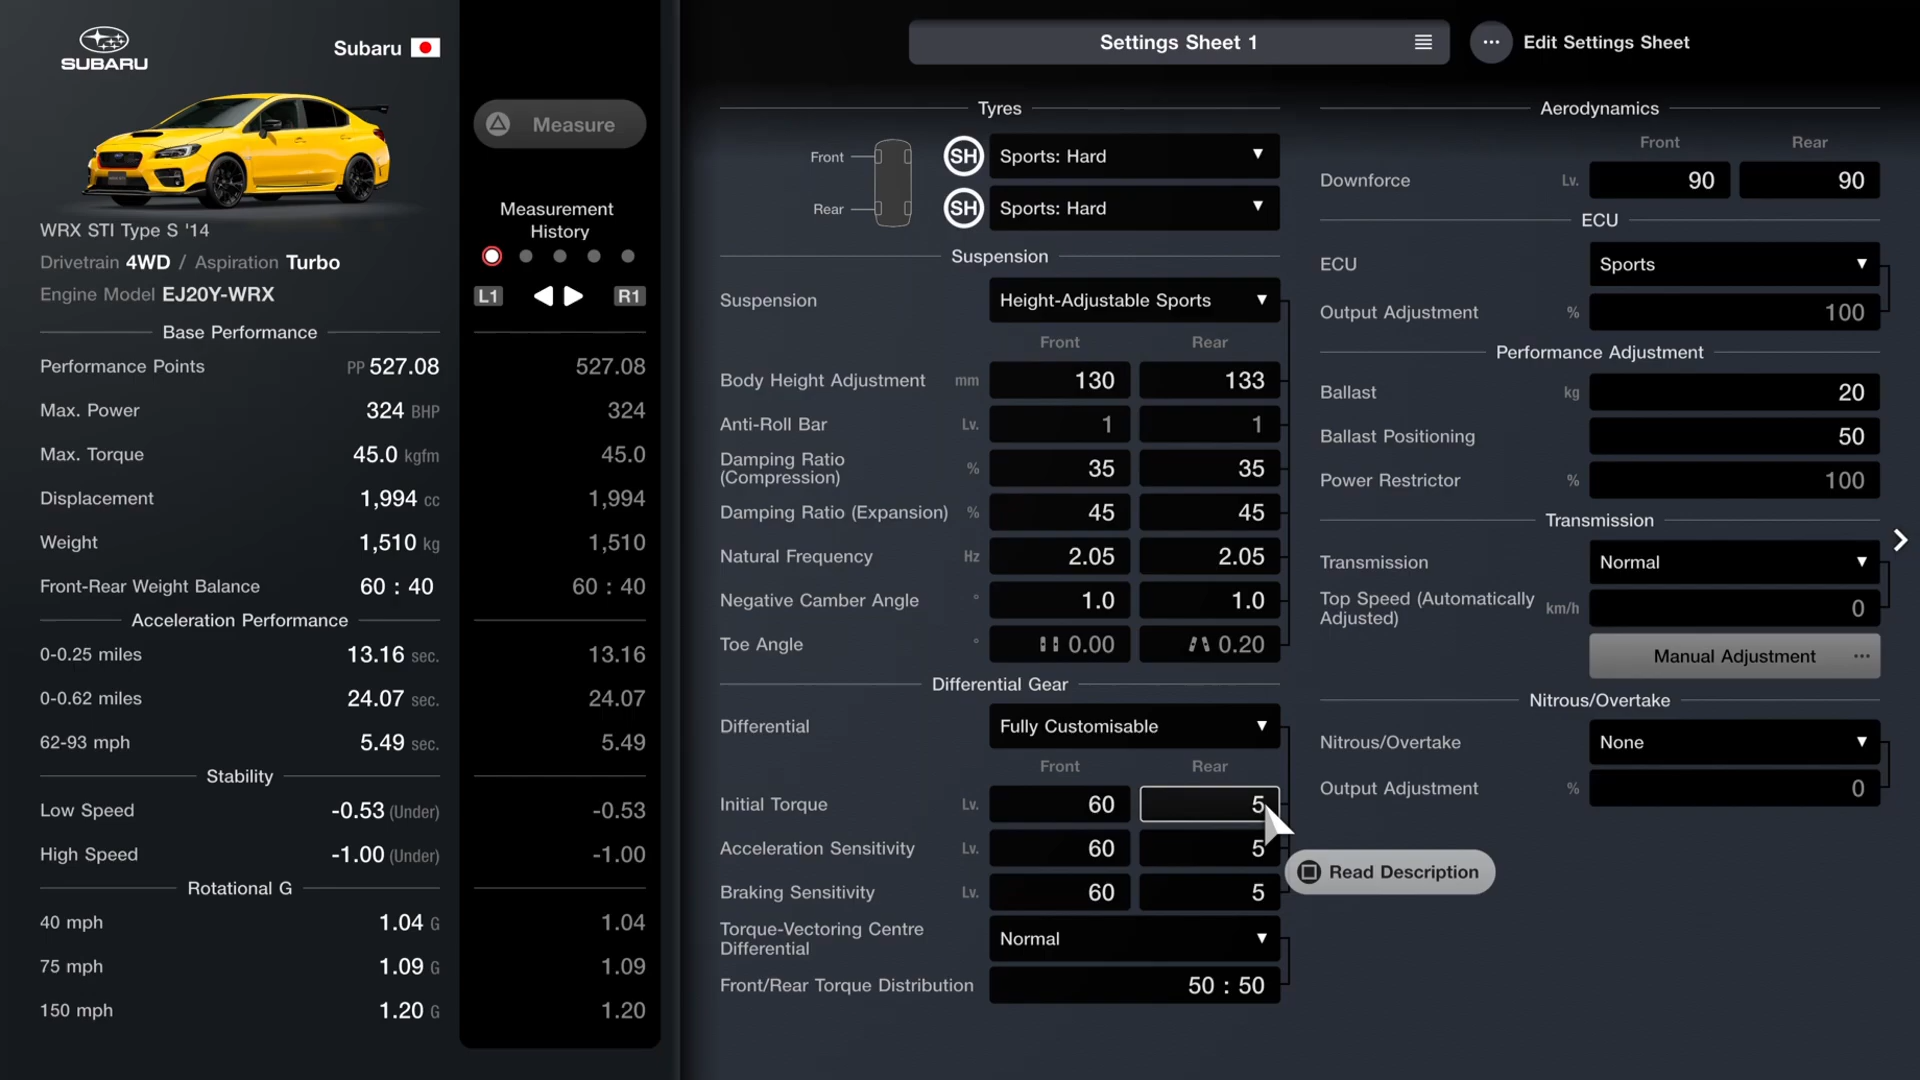 SUBARU
Subaru
WRX STI Type S '14
Drivetrain 4WD / Aspiration Turbo
Engine Model EJ20Y-WRX
Base Performance
Performance Points PP 527.08
Max. Power 324 BHP
Max. Torque 45.0 kgfm
Displacement 1,994 cc
Weight 1,510 kg
Front-Rear Weight Balance 60 : 40
Acceleration Performance
0-0.25 miles 13.16 sec.
0-0.62 miles 24.07 sec.
62-93 mph 5.49 sec.
Stability
Low Speed -0.53 (Under)
High Speed -1.00 (Under)
Rotational G
40 mph 1.04 G
75 mph 1.09 G
150 mph 1.20 G
Measure
Measurement
History
L1 R1
527.08
324
45.0
1,994
1,510
60 : 40
13.16
24.07
5.49
-0.53
-1.00
1.04
1.09
1.20
Settings Sheet 1
... Edit Settings Sheet
Tyres
Front SH Sports: Hard
Rear SH Sports: Hard
Suspension
Suspension Height-Adjustable Sports
Front Rear
Body Height Adjustment mm 130 133
Anti-Roll Bar Lv. 1 1
Damping Ratio
(Compression) % 35 35
Damping Ratio (Expansion) % 45 45
Natural Frequency Hz 2.05 2.05
Negative Camber Angle ° 1.0 1.0
Toe Angle ° 0.00 0.20
Differential Gear
Differential Fully Customisable
Front Rear
Initial Torque Lv. 60 5
Acceleration Sensitivity Lv. 60 5
Braking Sensitivity Lv. 60 5
Torque-Vectoring Centre
Differential Normal
Front/Rear Torque Distribution 50 : 50
Read Description
Aerodynamics
Front Rear
Downforce Lv. 90 90
ECU
ECU Sports
Output Adjustment % 100
Performance Adjustment
Ballast kg 20
Ballast Positioning 50
Power Restrictor % 100
Transmission
Transmission Normal
Top Speed (Automatically
Adjusted) km/h 0
Manual Adjustment ...
Nitrous/Overtake
Nitrous/Overtake None
Output Adjustment % 0